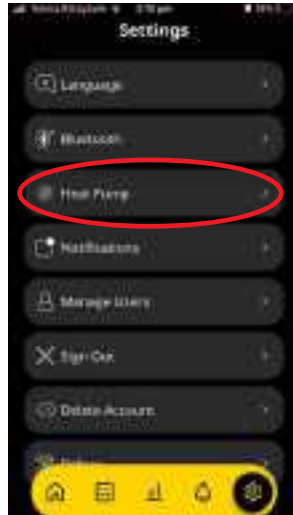 Settings
Language
Bluetooth
Heat Pump
Notifications
Manage Users
Sign Out
Delete Account